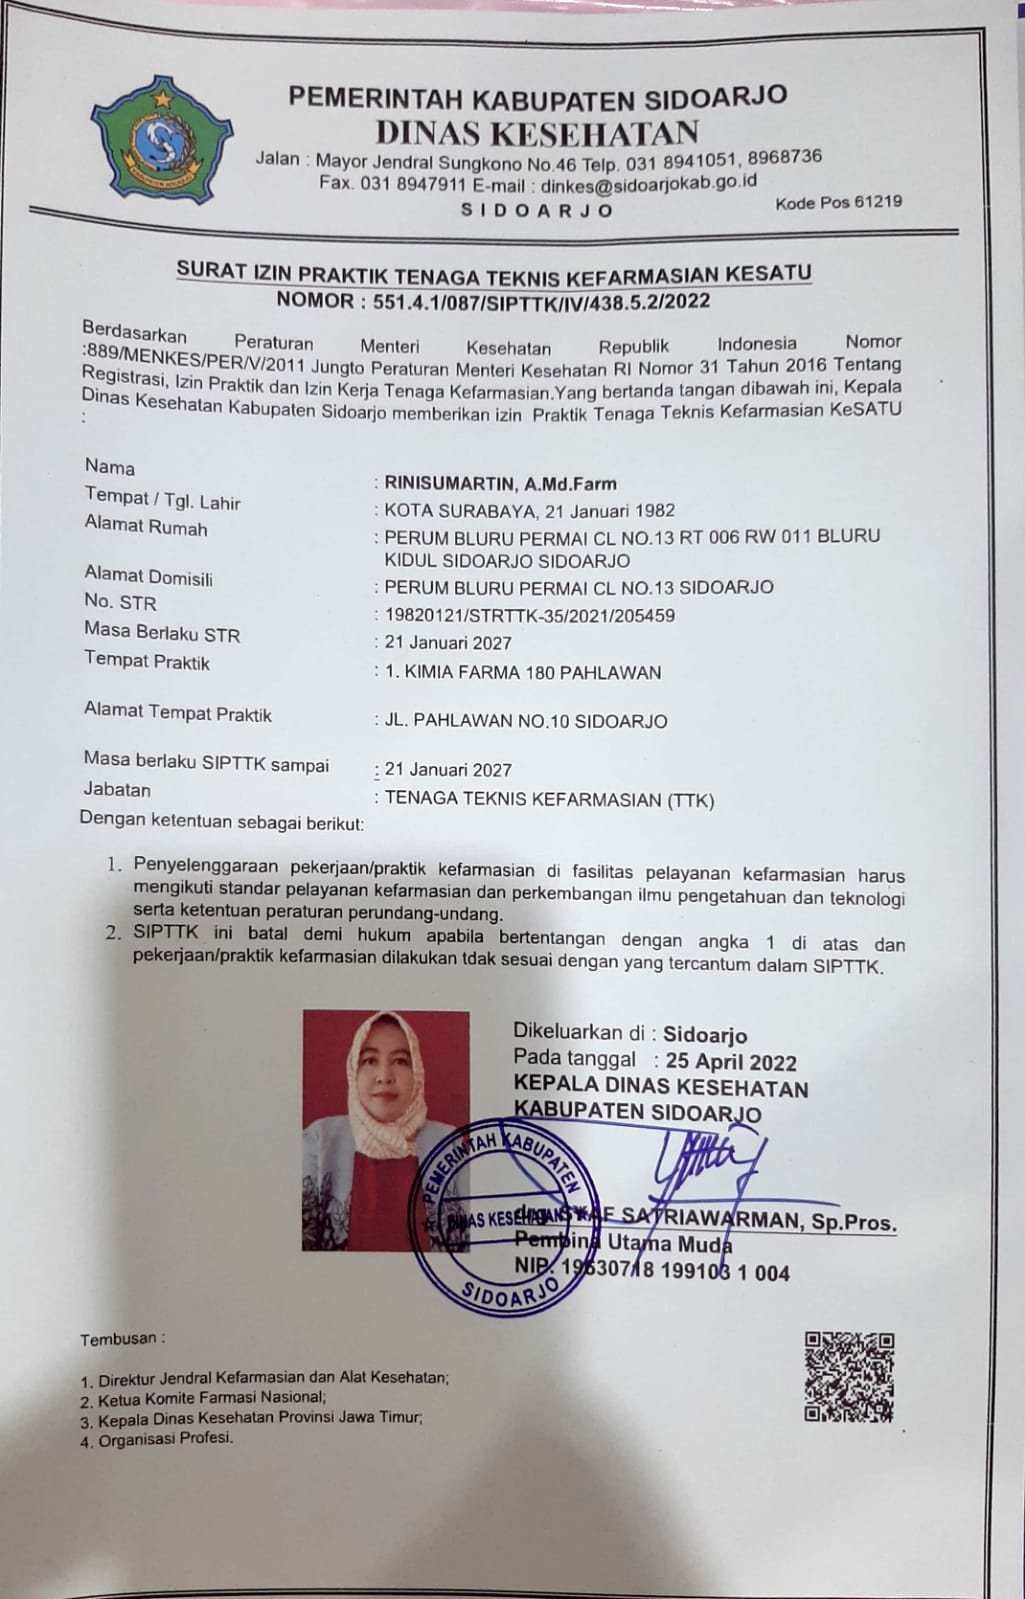 PEMERINTAH KABUPATEN SIDOARJO
DINAS KESEHATAN
Jalan : Mayor Jendral Sungkono No.46 Telp. 031 8941051, 8968736
Fax. 031 8947911 E-mail : dinkes@sidoarjokab.go.id
S I D O A R J O
Kode Pos 61219
KABUPATEN SIDOARJO
SURAT IZIN PRAKTIK TENAGA TEKNIS KEFARMASIAN KESATU
NOMOR : 551.4.1/087/SIPTTK/IV/438.5.2/2022
Berdasarkan Peraturan Menteri Kesehatan Republik Indonesia Nomor
:889/MENKES/PER/V/2011 Jungto Peraturan Menteri Kesehatan RI Nomor 31 Tahun 2016 Tentang
Registrasi, Izin Praktik dan Izin Kerja Tenaga Kefarmasian.Yang bertanda tangan dibawah ini, Kepala
Dinas Kesehatan Kabupaten Sidoarjo memberikan izin Praktik Tenaga Teknis Kefarmasian KeSATU
:
Nama : RINISUMARTIN, A.Md.Farm
Tempat / Tgl. Lahir : KOTA SURABAYA, 21 Januari 1982
Alamat Rumah : PERUM BLURU PERMAI CL NO.13 RT 006 RW 011 BLURU
KIDUL SIDOARJO SIDOARJO
Alamat Domisili : PERUM BLURU PERMAI CL NO.13 SIDOARJO
No. STR : 19820121/STRTTK-35/2021/205459
Masa Berlaku STR : 21 Januari 2027
Tempat Praktik : 1. KIMIA FARMA 180 PAHLAWAN
Alamat Tempat Praktik : JL. PAHLAWAN NO.10 SIDOARJO
Masa berlaku SIPTTK sampai : 21 Januari 2027
Jabatan : TENAGA TEKNIS KEFARMASIAN (TTK)
Dengan ketentuan sebagai berikut:
1. Penyelenggaraan pekerjaan/praktik kefarmasian di fasilitas pelayanan kefarmasian harus
mengikuti standar pelayanan kefarmasian dan perkembangan ilmu pengetahuan dan teknologi
serta ketentuan peraturan perundang-undang.
2. SIPTTK ini batal demi hukum apabila bertentangan dengan angka 1 di atas dan
pekerjaan/praktik kefarmasian dilakukan tdak sesuai dengan yang tercantum dalam SIPTTK.
Dikeluarkan di : Sidoarjo
Pada tanggal : 25 April 2022
KEPALA DINAS KESEHATAN
KABUPATEN SIDOARJO
PEMERINTAH KABUPATEN
DINAS KESEHATAN
SIDOARJO
SATRIAWARMAN, Sp.Pros.
Pembina Utama Muda
NIP. 19630718 199103 1 004
Tembusan :
1. Direktur Jendral Kefarmasian dan Alat Kesehatan;
2. Ketua Komite Farmasi Nasional;
3. Kepala Dinas Kesehatan Provinsi Jawa Timur;
4. Organisasi Profesi.